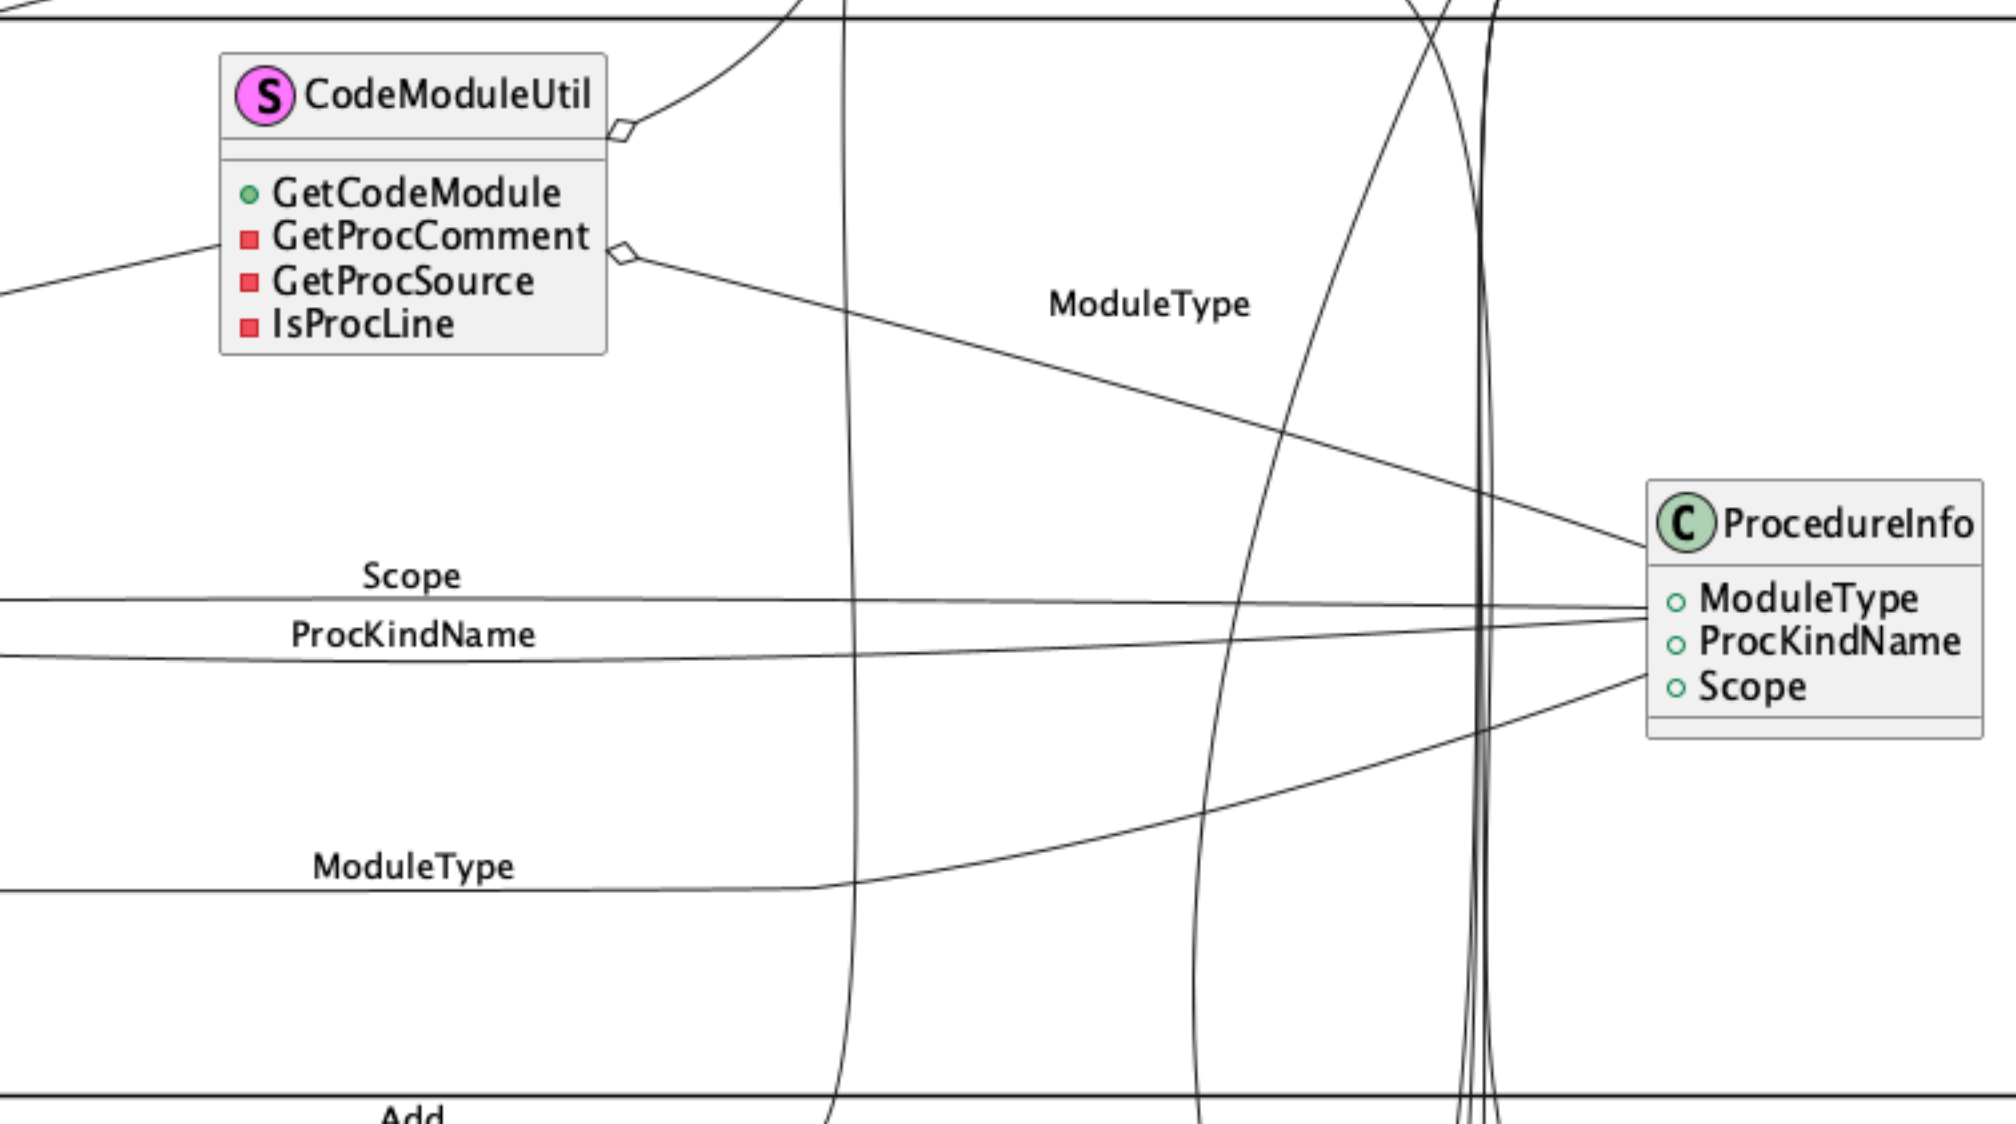 S CodeModuleUtil
GetCodeModule
GetProcComment
GetProcSource
IsProcLine
ModuleType
C ProcedureInfo
ModuleType
ProcKindName
Scope
Scope
ProcKindName
ModuleType
Add